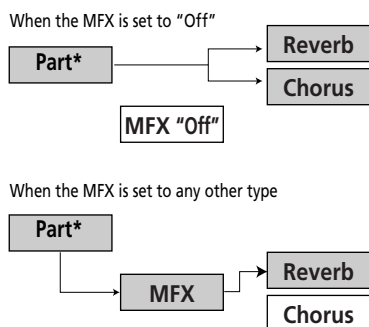 When the MFX is set to “Off”
Part*
Reverb
Chorus
MFX “Off”
When the MFX is set to any other type
Part*
MFX
Reverb
Chorus